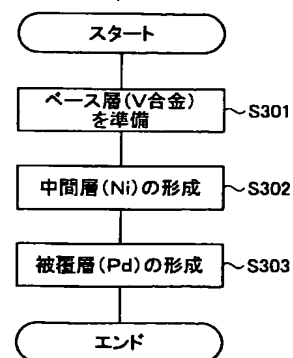 スタート
ベース層(V合金)
を準備
~S301
中間層(Ni)の形成
~S302
被覆層(Pd)の形成
~S303
エンド